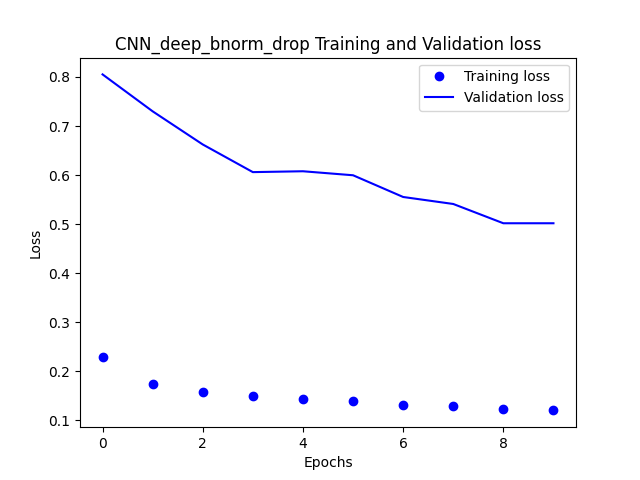 CNN_deep_bnorm_drop Training and Validation loss
Training loss
Validation loss
Loss
0.8
0.7
0.6
0.5
0.4
0.3
0.2
0.1
0 2 4 6 8
Epochs